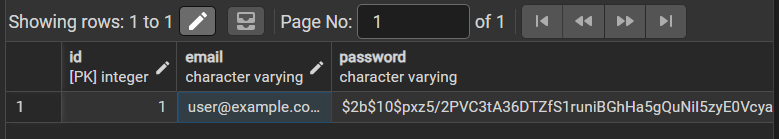 Showing rows: 1 to 1 Page No: 1 of 1
id email password
[PK] integer character varying character varying
1 1 user@example.co... $2b$10$pxz5/2PVC3tA36DTZfS1runiBGhHa5gQuNiI5zyE0Vcya